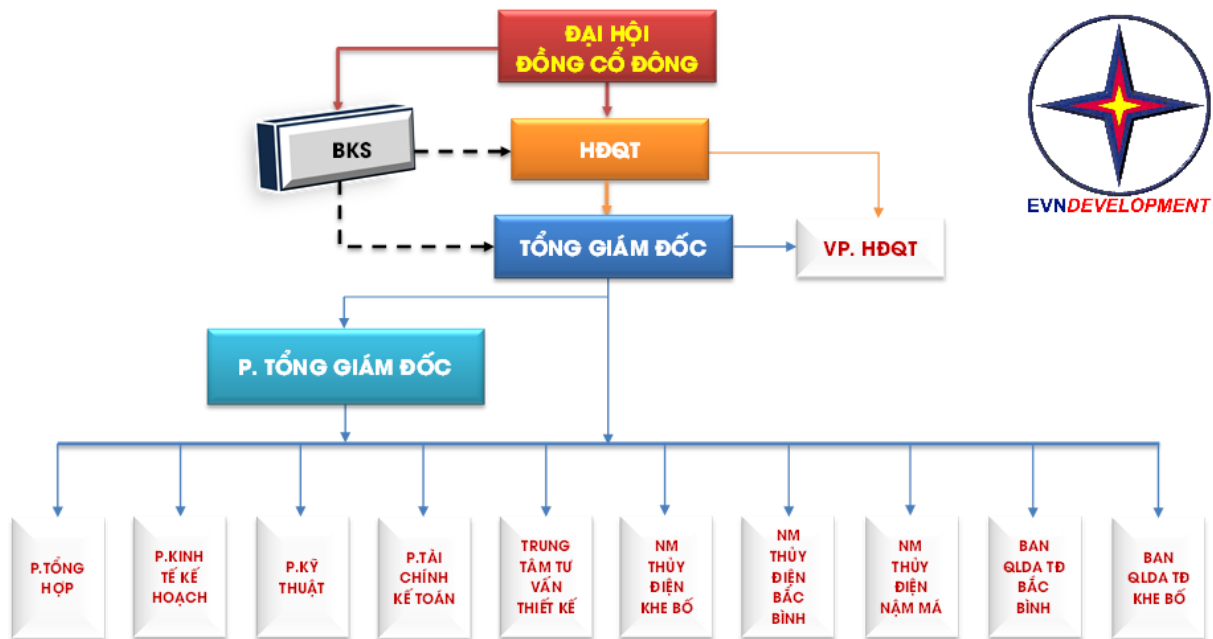 ĐẠI HỘI
ĐỒNG CỔ ĐÔNG
BKS
HĐQT
EVNDEVELOPMENT
TỔNG GIÁM ĐỐC
VP. HĐQT
P. TỔNG GIÁM ĐỐC
P.TỔNG
HỢP
P.KINH
TẾ KẾ
HOẠCH
P.KỸ
THUẬT
P.TÀI
CHÍNH
KẾ TOÁN
TRUNG
TÂM TƯ
VẤN
THIẾT KẾ
NM
THỦY
ĐIỆN
KHE BỐ
NM
THỦY
ĐIỆN
BẮC
BÌNH
NM
THỦY
ĐIỆN
NẬM MÁ
BAN
QLDA TĐ
BẮC
BÌNH
BAN
QLDA TĐ
KHE BỐ